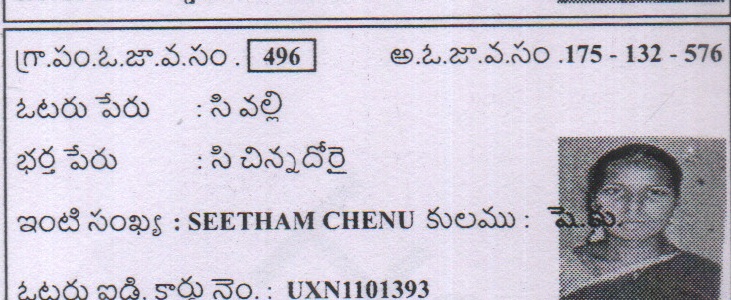 గ్రా.పం.ఓ.జా.వ.సం . 496 అ.ఓ.జా.వ.సం .175 - 132 - 576
ఓటరు పేరు : సి వల్లి
భర్త పేరు : సి చిన్నదోరై
ఇంటి సంఖ్య : SEETHAM CHENU కులము : షె.కు.
ఓటరు ఐడి. కార్డు నెం. : UXN1101393